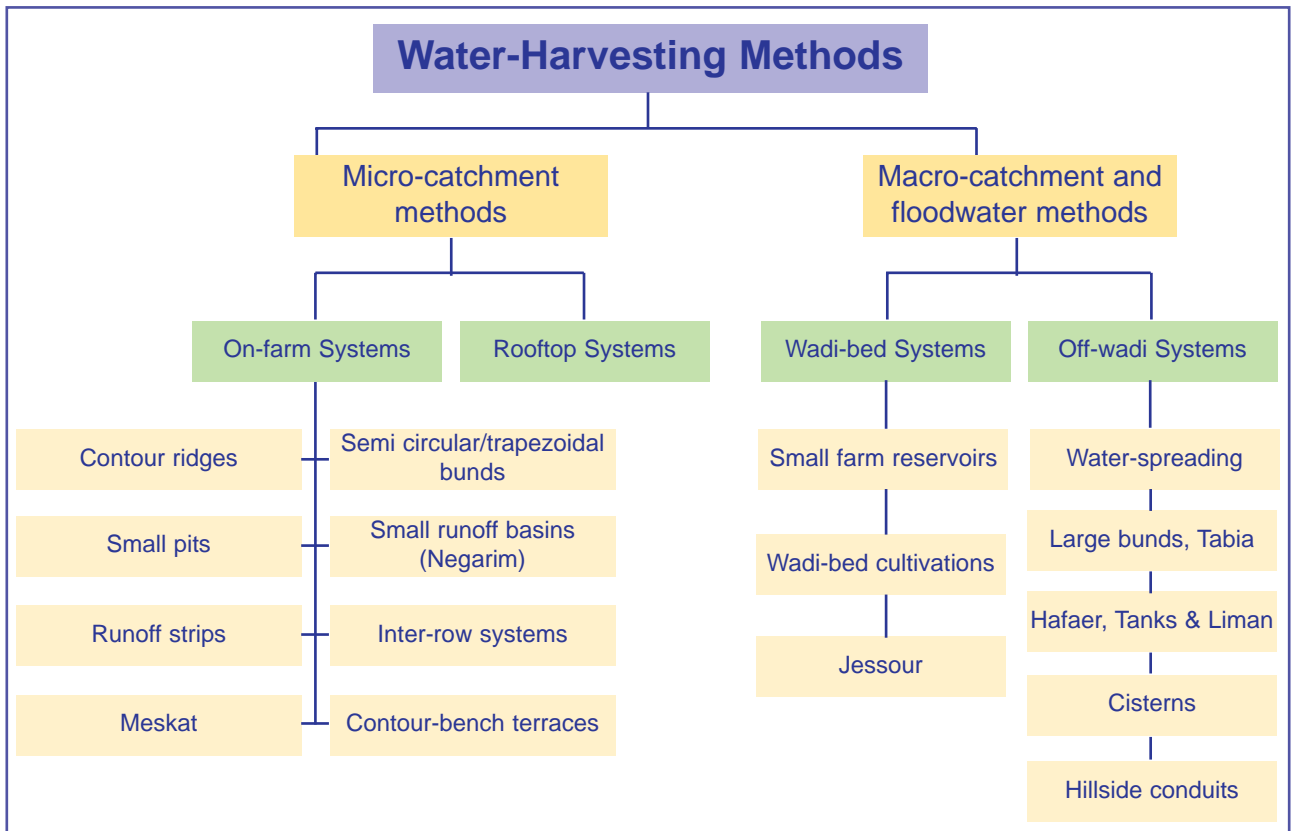 Water-Harvesting Methods
Micro-catchment
methods
Macro-catchment and
floodwater methods
On-farm Systems
Rooftop Systems
Wadi-bed Systems
Off-wadi Systems
Contour ridges
Semi circular/trapezoidal
bunds
Small pits
Small runoff basins
(Negarim)
Runoff strips
Inter-row systems
Meskat
Contour-bench terraces
Small farm reservoirs
Wadi-bed cultivations
Jessour
Water-spreading
Large bunds, Tabia
Hafaer, Tanks & Liman
Cisterns
Hillside conduits